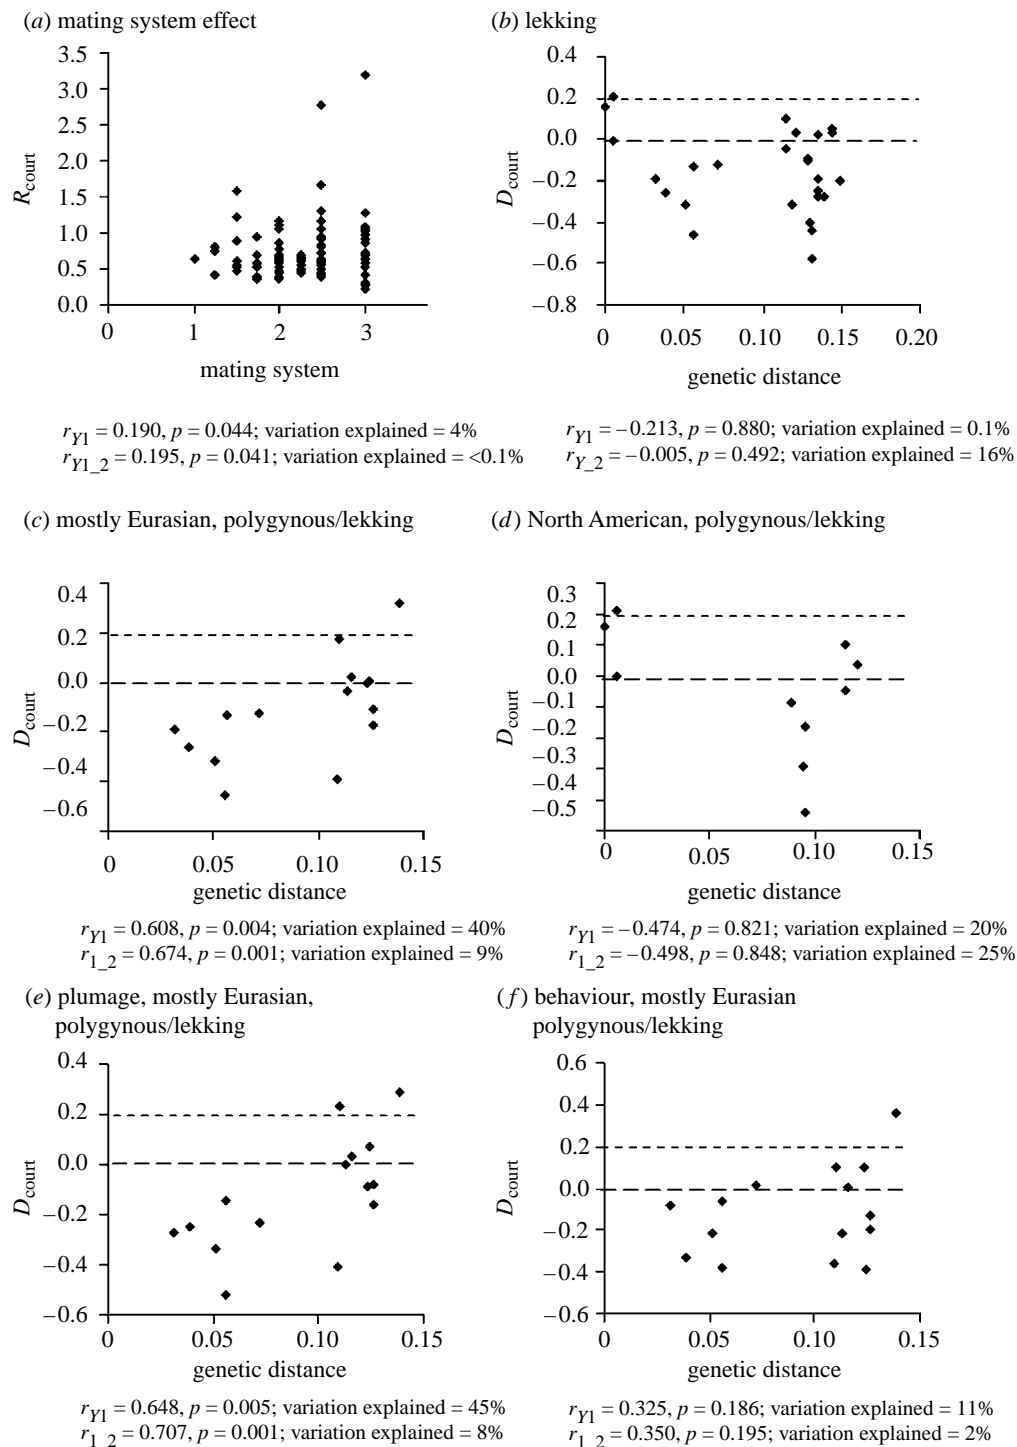 (a) mating system effect
3.5
3.0
2.5
2.0
1.5
1.0
0.5
0.0
R_court
0 1 2 3
mating system
r_Y1 = 0.190, p = 0.044; variation explained = 4%
r_Y1_2 = 0.195, p = 0.041; variation explained = <0.1%
(b) lekking
0.4
0.2
0.0
−0.2
−0.4
−0.6
−0.8
D_court
0 0.05 0.10 0.15 0.20
genetic distance
r_Y1 = −0.213, p = 0.880; variation explained = 0.1%
r_Y_2 = −0.005, p = 0.492; variation explained = 16%
(c) mostly Eurasian, polygynous/lekking
0.4
0.2
0.0
−0.2
−0.4
−0.6
D_court
0 0.05 0.10 0.15
genetic distance
r_Y1 = 0.608, p = 0.004; variation explained = 40%
r_1_2 = 0.674, p = 0.001; variation explained = 9%
(d) North American, polygynous/lekking
0.3
0.2
0.1
0.0
−0.1
−0.2
−0.3
−0.4
−0.5
D_court
0 0.05 0.10 0.15
genetic distance
r_Y1 = −0.474, p = 0.821; variation explained = 20%
r_1_2 = −0.498, p = 0.848; variation explained = 25%
(e) plumage, mostly Eurasian,
polygynous/lekking
0.4
0.2
0.0
−0.2
−0.4
−0.6
D_court
0 0.05 0.10 0.15
genetic distance
r_Y1 = 0.648, p = 0.005; variation explained = 45%
r_1_2 = 0.707, p = 0.001; variation explained = 8%
(f) behaviour, mostly Eurasian
polygynous/lekking
0.6
0.4
0.2
0.0
−0.2
−0.4
−0.6
D_court
0 0.05 0.10 0.15
genetic distance
r_Y1 = 0.325, p = 0.186; variation explained = 11%
r_1_2 = 0.350, p = 0.195; variation explained = 2%